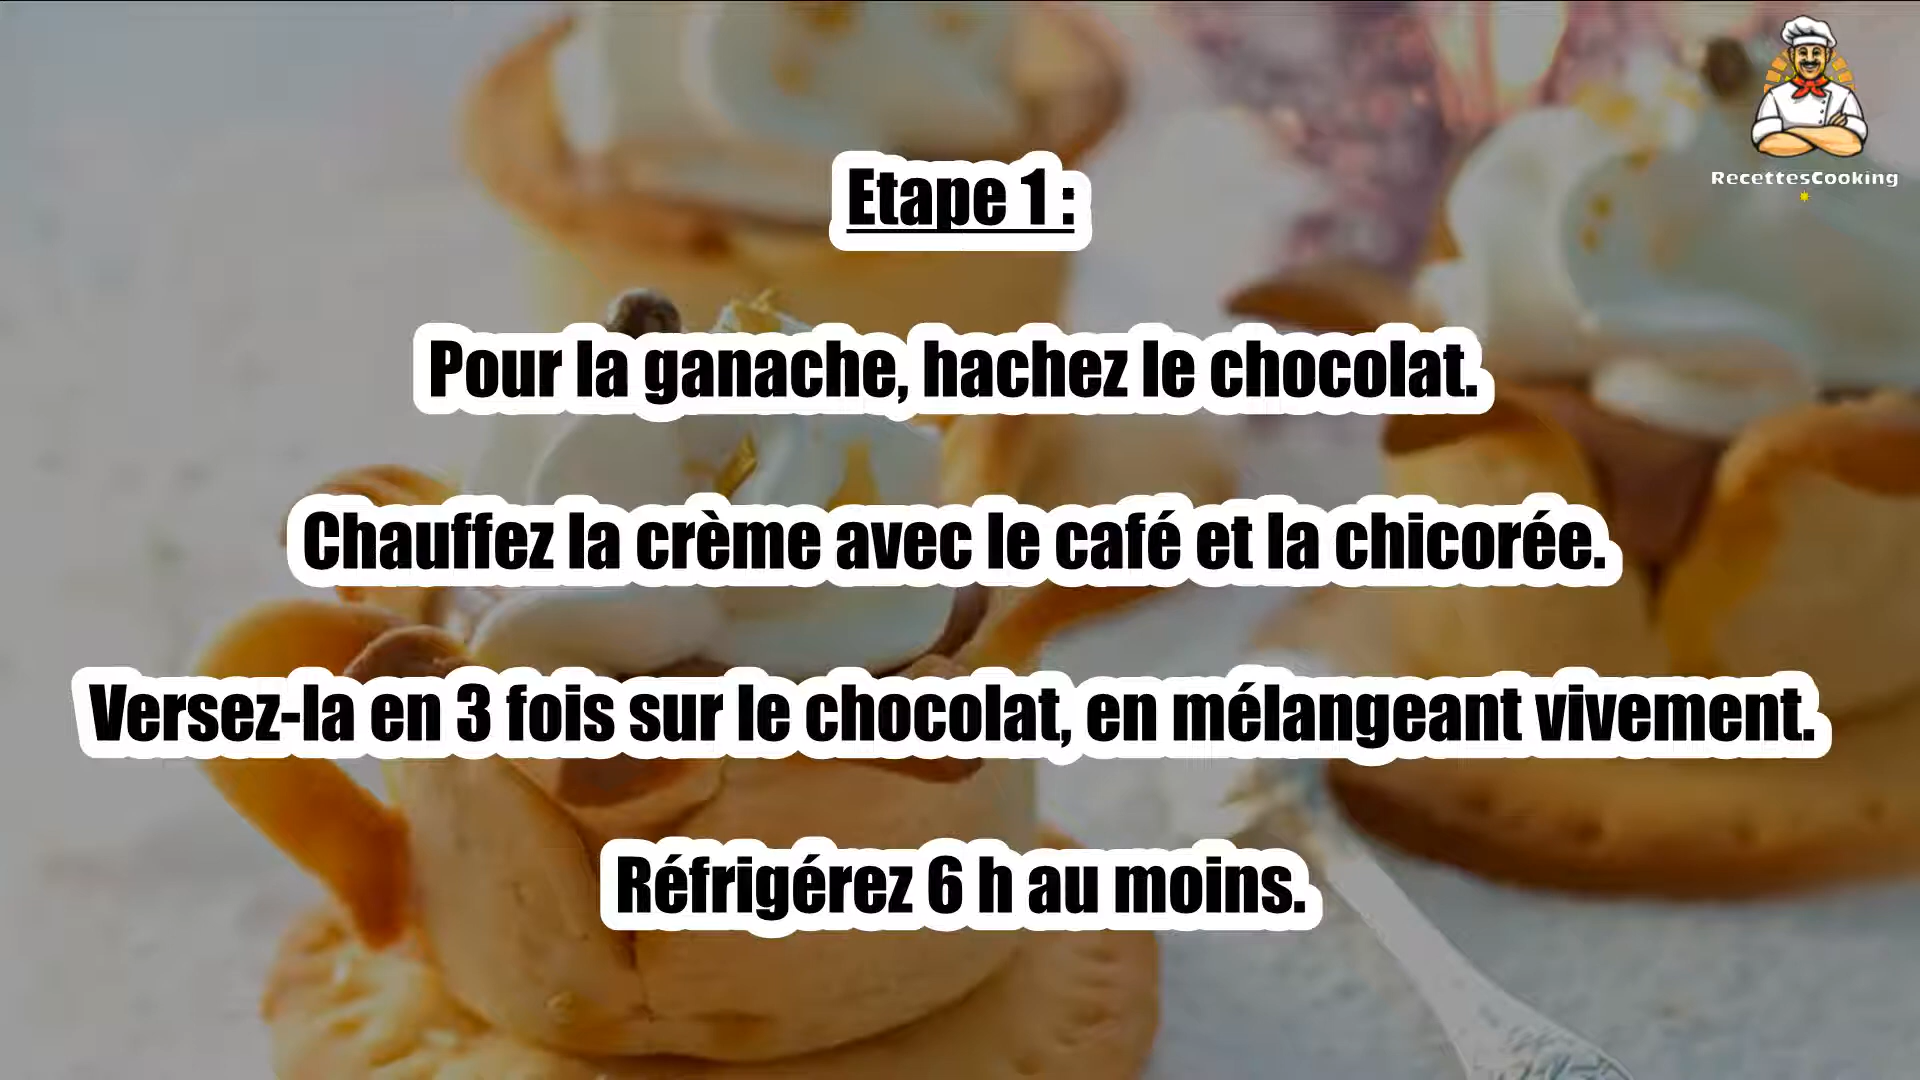 RecettesCooking
Etape 1 :
Pour la ganache, hachez le chocolat.
Chauffez la crème avec le café et la chicorée.
Versez-la en 3 fois sur le chocolat, en mélangeant vivement.
Réfrigérez 6 h au moins.